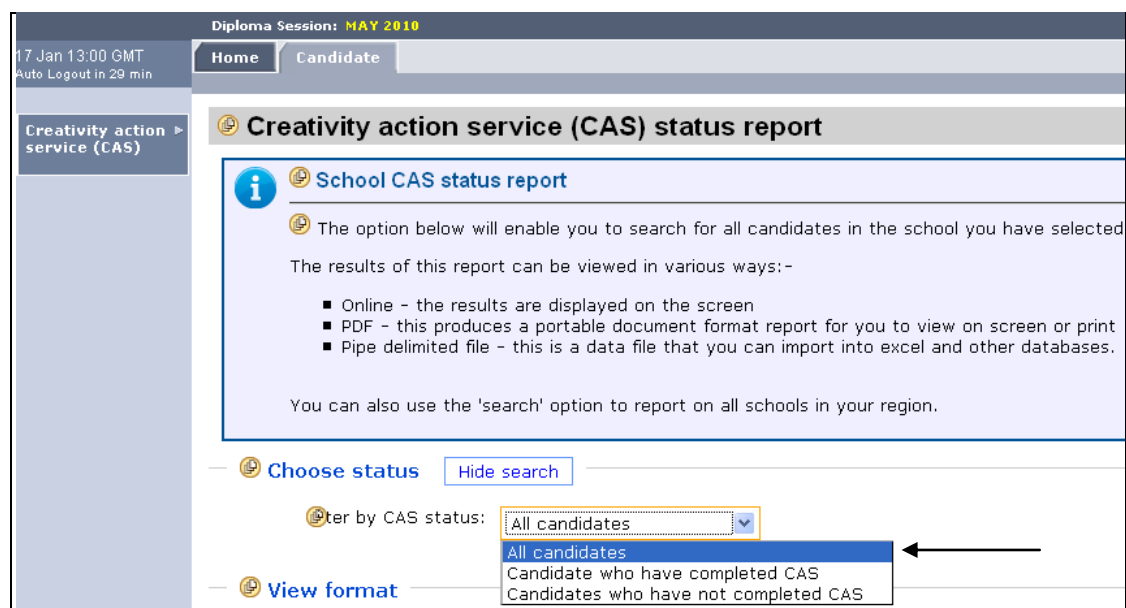 Diploma Session: MAY 2010
17 Jan 13:00 GMT
Auto Logout in 29 min
Home
Candidate
Creativity action
service (CAS)
Creativity action service (CAS) status report
School CAS status report
The option below will enable you to search for all candidates in the school you have selected
The results of this report can be viewed in various ways:-
Online - the results are displayed on the screen
PDF - this produces a portable document format report for you to view on screen or print
Pipe delimited file - this is a data file that you can import into excel and other databases.
You can also use the 'search' option to report on all schools in your region.
Choose status
Hide search
ter by CAS status:
All candidates
All candidates
Candidate who have completed CAS
Candidates who have not completed CAS
View format